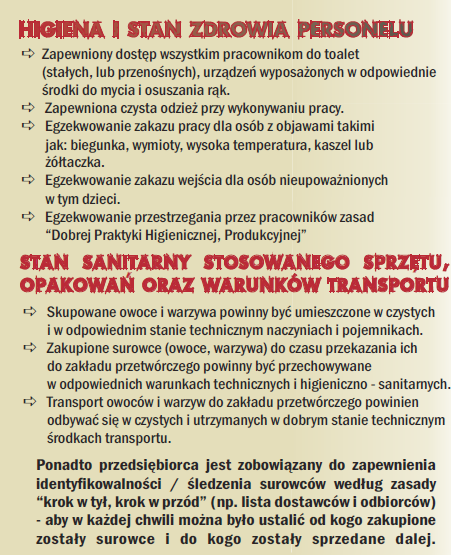 HIGIENA I STAN ZDROWIA PERSONELU
➪ Zapewniony dostęp wszystkim pracownikom do toalet
(stałych, lub przenośnych), urządzeń wyposażonych w odpowiednie
środki do mycia i osuszania rąk.
➪ Zapewniona czysta odzież przy wykonywaniu pracy.
➪ Egzekwowanie zakazu pracy dla osób z objawami takimi
jak: biegunka, wymioty, wysoka temperatura, kaszel lub
żółtaczka.
➪ Egzekwowanie zakazu wejścia dla osób nieupoważnionych
w tym dzieci.
➪ Egzekwowanie przestrzegania przez pracowników zasad
“Dobrej Praktyki Higienicznej, Produkcyjnej”
STAN SANITARNY STOSOWANEGO SPRZĘTU,
OPAKOWAŃ ORAZ WARUNKÓW TRANSPORTU
➪ Skupowane owoce i warzywa powinny być umieszczone w czystych
i w odpowiednim stanie technicznym naczyniach i pojemnikach.
➪ Zakupione surowce (owoce, warzywa) do czasu przekazania ich
do zakładu przetwórczego powinny być przechowywane
w odpowiednich warunkach technicznych i higieniczno - sanitarnych.
➪ Transport owoców i warzyw do zakładu przetwórczego powinien
odbywać się w czystych i utrzymanych w dobrym stanie technicznym
środkach transportu.
Ponadto przedsiębiorca jest zobowiązany do zapewnienia
identyfikowalności / śledzenia surowców według zasady
“krok w tył, krok w przód” (np. lista dostawców i odbiorców)
- aby w każdej chwili można było ustalić od kogo zakupione
zostały surowce i do kogo zostały sprzedane dalej.